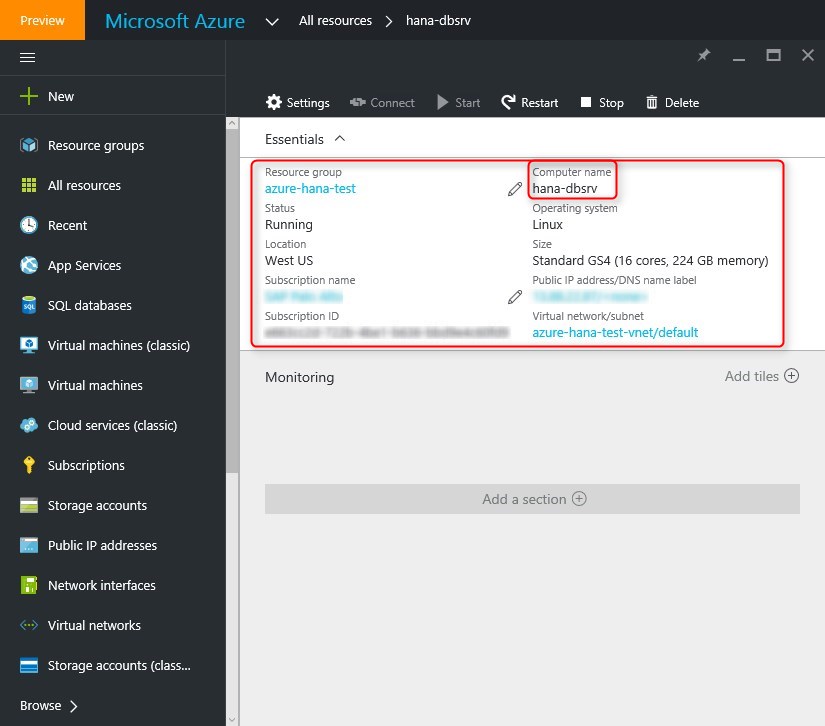 Preview
Microsoft Azure
All resources > hana-dbsrv
New
Resource groups
All resources
Recent
App Services
SQL databases
Virtual machines (classic)
Virtual machines
Cloud services (classic)
Subscriptions
Storage accounts
Public IP addresses
Network interfaces
Virtual networks
Storage accounts (class...
Browse >
Settings Connect Start Restart Stop Delete
Essentials
Resource group
azure-hana-test
Status
Running
Location
West US
Subscription name
Subscription ID
Computer name
hana-dbsrv
Operating system
Linux
Size
Standard GS4 (16 cores, 224 GB memory)
Public IP address/DNS name label
Virtual network/subnet
azure-hana-test-vnet/default
Monitoring
Add tiles
Add a section